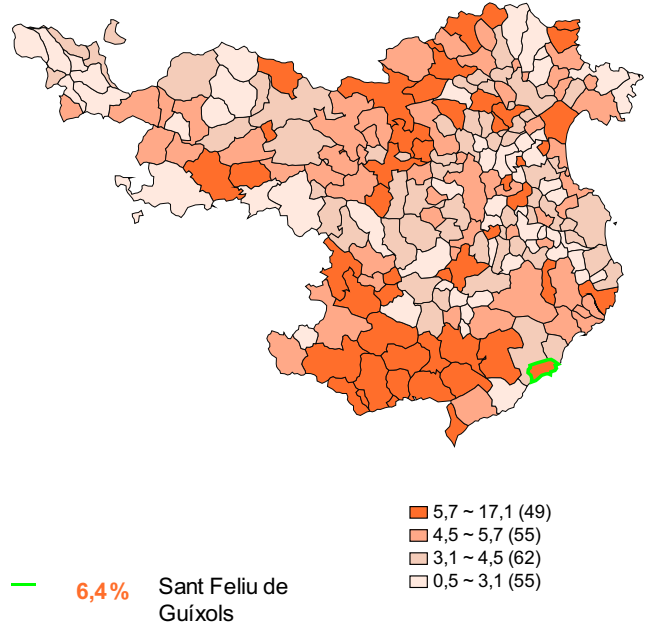 5,7 ~ 17,1 (49)
4,5 ~ 5,7 (55)
3,1 ~ 4,5 (62)
0,5 ~ 3,1 (55)
6,4% Sant Feliu de
Guíxols